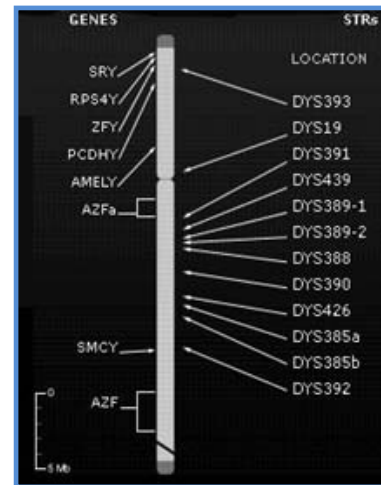 GENES
STRs
LOCATION
SRY
RPS4Y
ZFY
PCDHY
AMELY
AZFa
SMCY
AZF
0
5 Mb
DYS393
DYS19
DYS391
DYS439
DYS389-1
DYS389-2
DYS388
DYS390
DYS426
DYS385a
DYS385b
DYS392